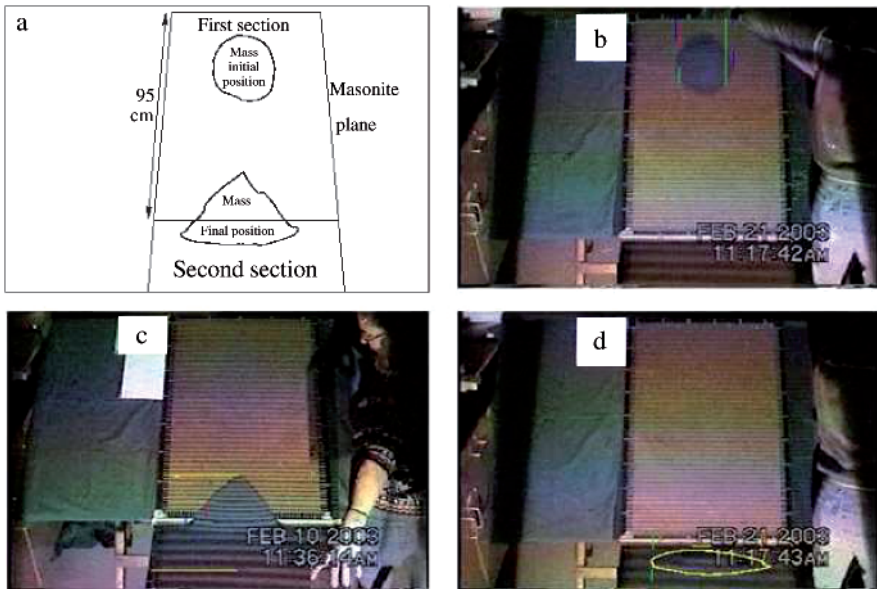 a
First section
Mass
initial
position
95
cm
Masonite
plane
Mass
Final position
Second section
b
FEB 21 2003
11:17:42AM
c
FEB 10 2003
11:36:14AM
d
FEB 21 2003
11:17:43AM